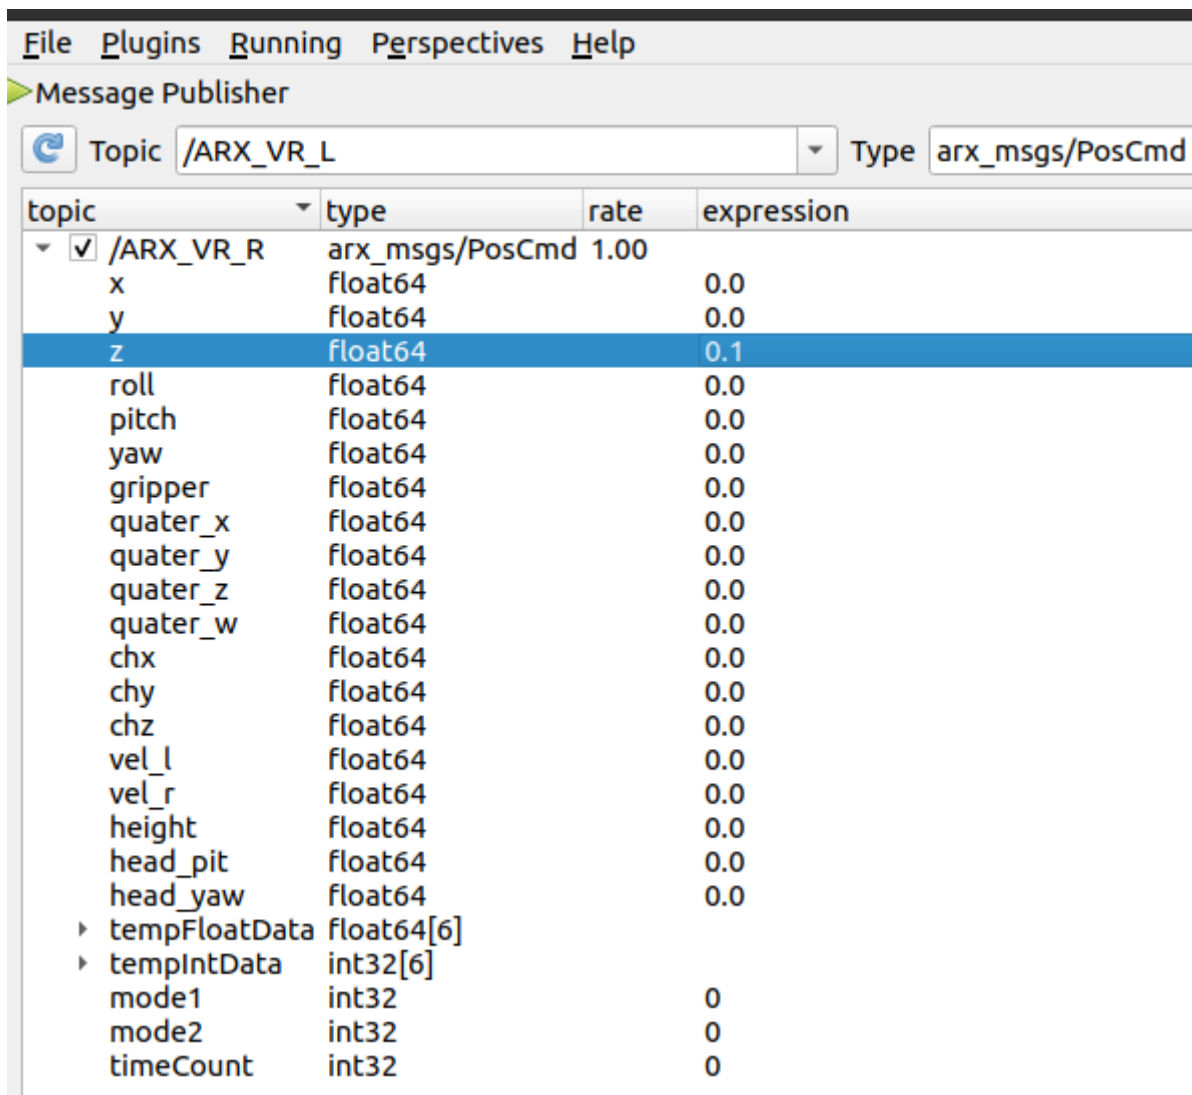 File Plugins Running Perspectives Help
Message Publisher
Topic /ARX_VR_L Type arx_msgs/PosCmd
topic type rate expression
/ARX_VR_R arx_msgs/PosCmd 1.00
x float64 0.0
y float64 0.0
z float64 0.1
roll float64 0.0
pitch float64 0.0
yaw float64 0.0
gripper float64 0.0
quater_x float64 0.0
quater_y float64 0.0
quater_z float64 0.0
quater_w float64 0.0
chx float64 0.0
chy float64 0.0
chz float64 0.0
vel_l float64 0.0
vel_r float64 0.0
height float64 0.0
head_pit float64 0.0
head_yaw float64 0.0
tempFloatData float64[6]
tempIntData int32[6]
mode1 int32 0
mode2 int32 0
timeCount int32 0